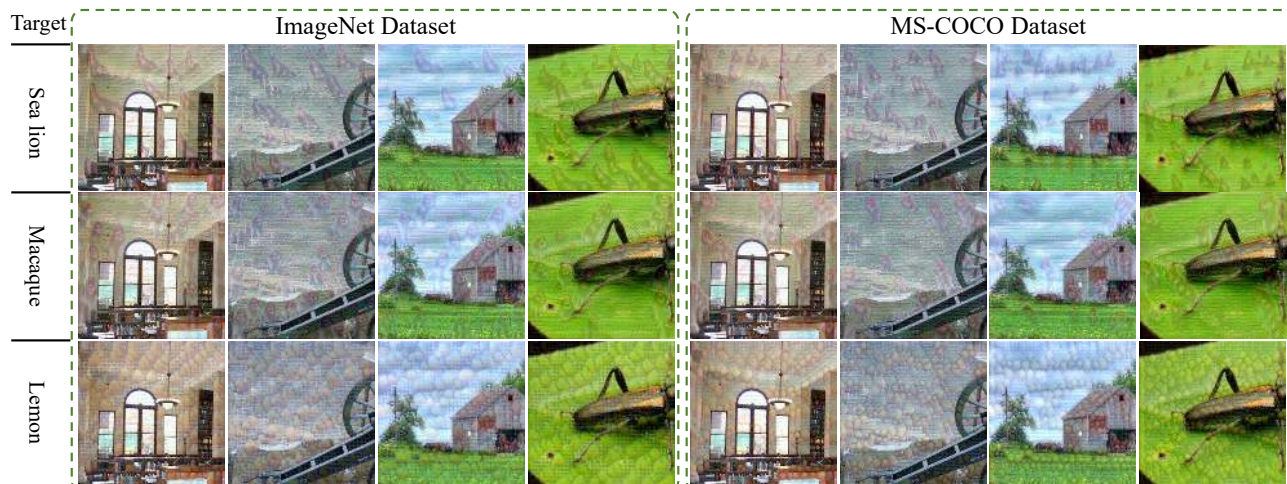 Target
ImageNet Dataset
MS-COCO Dataset
Sea lion
Macaque
Lemon